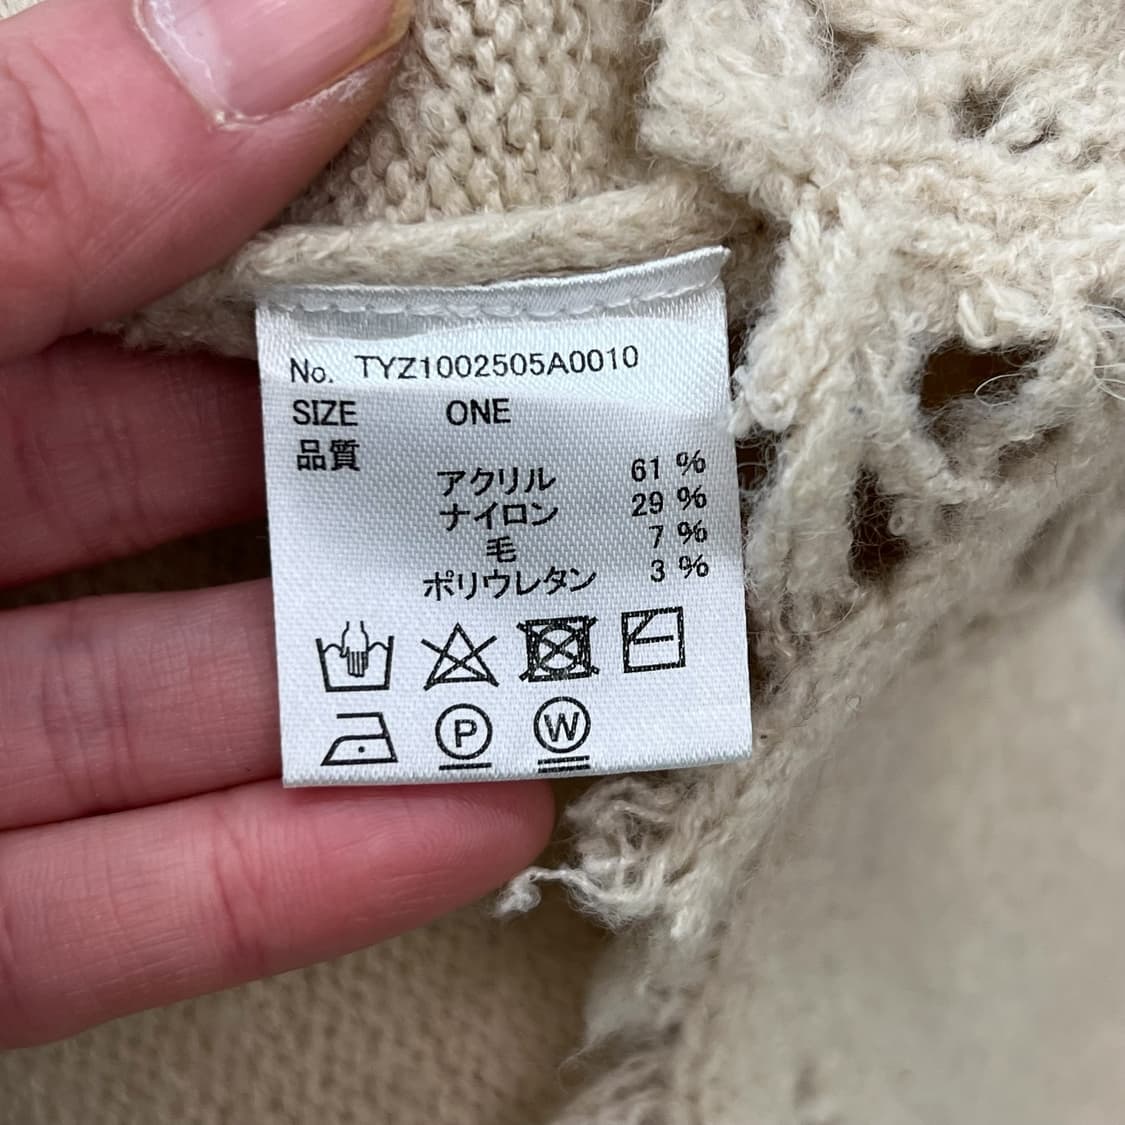 No. TYZ1002505A0010
SIZE ONE
品質
アクリル 61 %
ナイロン 29 %
毛 7 %
ポリウレタン 3 %
P W